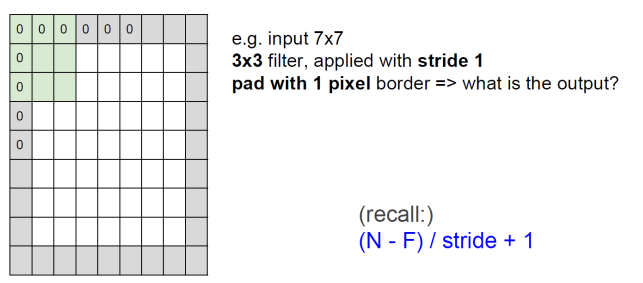 0 0 0 0 0 0
0
0
0
0
e.g. input 7x7
3x3 filter, applied with stride 1
pad with 1 pixel border => what is the output?
(recall:)
(N - F) / stride + 1